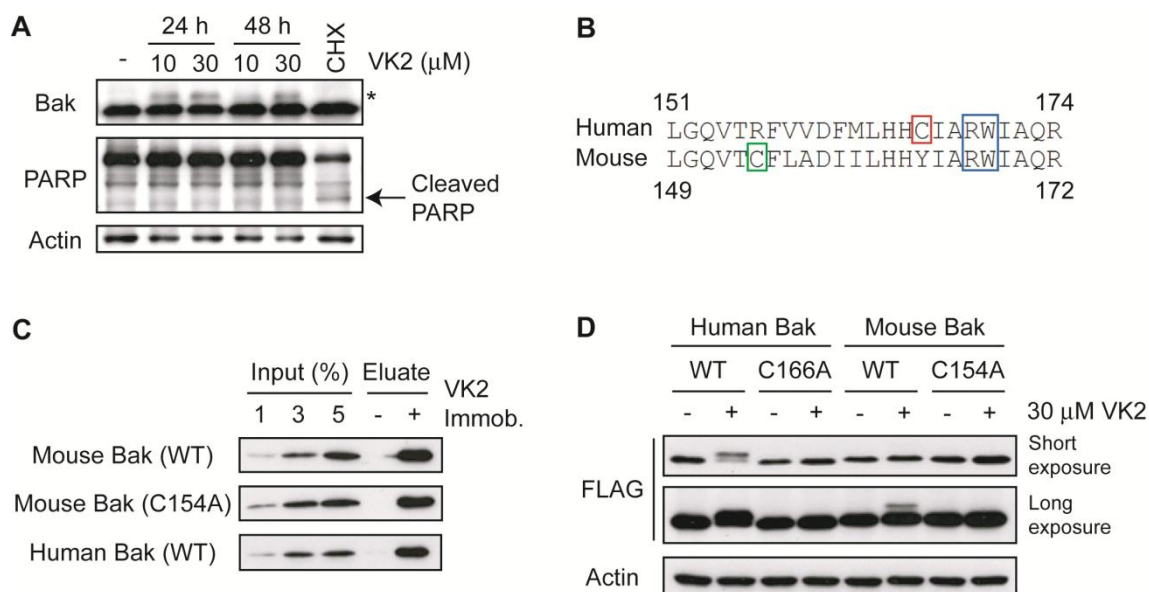 A
24 h 48 h
- 10 30 10 30 CHX VK2 (μM)
Bak *
PARP
Cleaved
PARP
Actin
B
151 174
Human LGQVTRFVVDFMLHHCIARWIAQR
Mouse LGQVTCFLADIILHHYIARWIAQR
149 172
C
Input (%) Eluate VK2
1 3 5 - + Immob.
Mouse Bak (WT)
Mouse Bak (C154A)
Human Bak (WT)
D
Human Bak Mouse Bak
WT C166A WT C154A
- + - + - + - + 30 μM VK2
FLAG
Short
exposure
Long
exposure
Actin